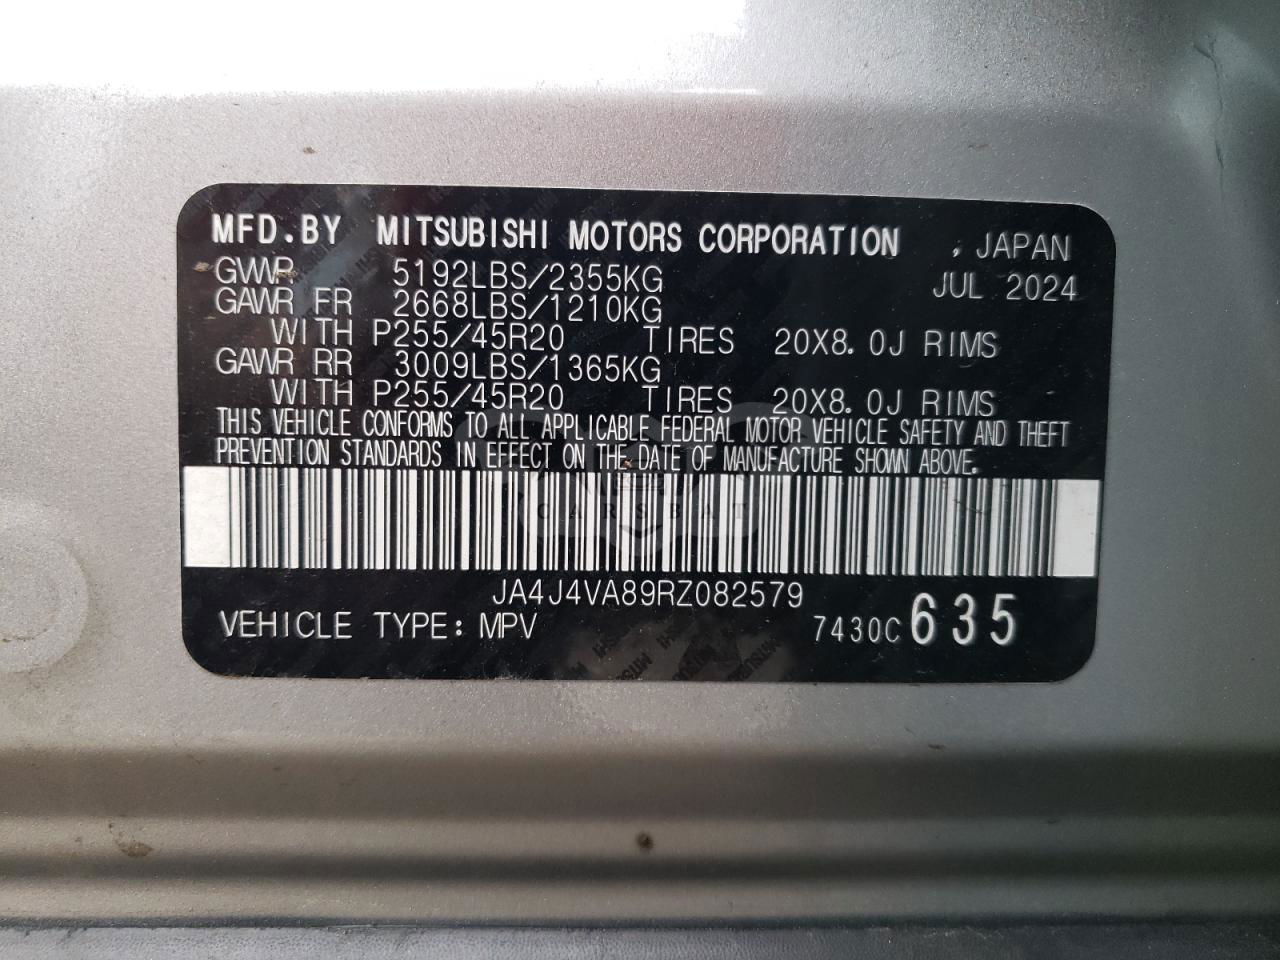 MFD.BY MITSUBISHI MOTORS CORPORATION , JAPAN
GVWR 5192LBS/2355KG JUL 2024
GAWR FR 2668LBS/1210KG
WITH P255/45R20 TIRES 20X8.0J RIMS
GAWR RR 3009LBS/1365KG
WITH P255/45R20 TIRES 20X8.0J RIMS
THIS VEHICLE CONFORMS TO ALL APPLICABLE FEDERAL MOTOR VEHICLE SAFETY AND THEFT
PREVENTION STANDARDS IN EFFECT ON THE DATE OF MANUFACTURE SHOWN ABOVE.
CARSBAT
JA4J4VA89RZ082579
VEHICLE TYPE: MPV 7430C 635